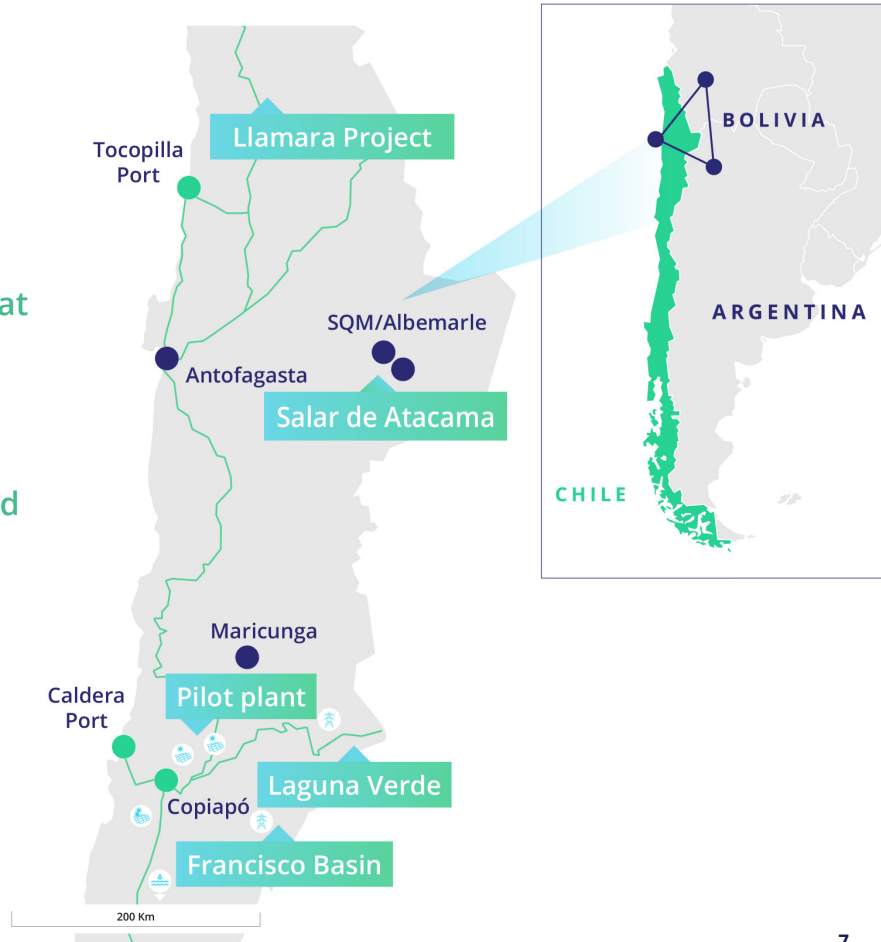 Llamara Project
Tocopilla
Port
BOLIVIA
at
ARGENTINA
SQM/Albemarle
Antofagasta
Salar de Atacama
d
CHILE
Maricunga
Pilot plant
Caldera
Port
Laguna Verde
Copiapó
Francisco Basin
200 Km
7